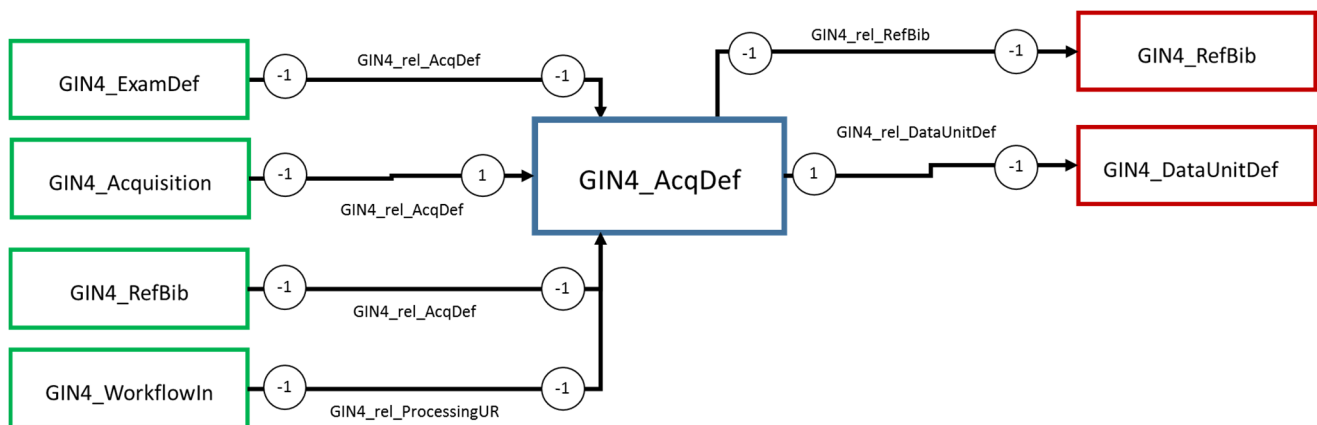 GIN4_ExamDef
-1
GIN4_rel_AcqDef
-1
-1
GIN4_rel_RefBib
-1
GIN4_RefBib
GIN4_Acquisition
-1
GIN4_rel_AcqDef
1
GIN4_AcqDef
1
GIN4_rel_DataUnitDef
-1
GIN4_DataUnitDef
GIN4_RefBib
-1
GIN4_rel_AcqDef
-1
GIN4_WorkflowIn
-1
GIN4_rel_ProcessingUR
-1